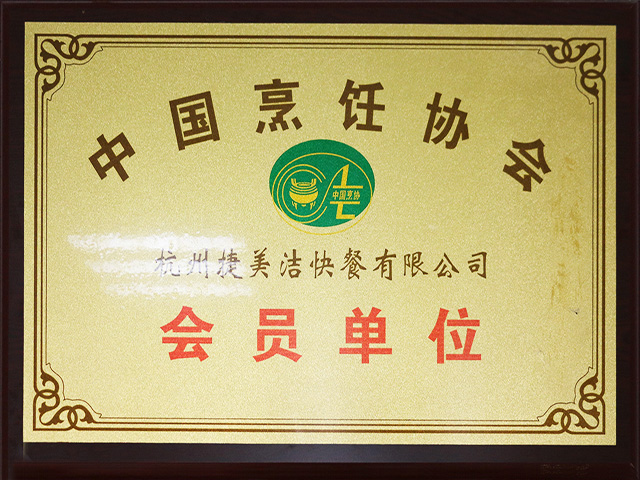 中国烹饪协会
中国烹协
杭州捷美洁快餐有限公司
会员单位